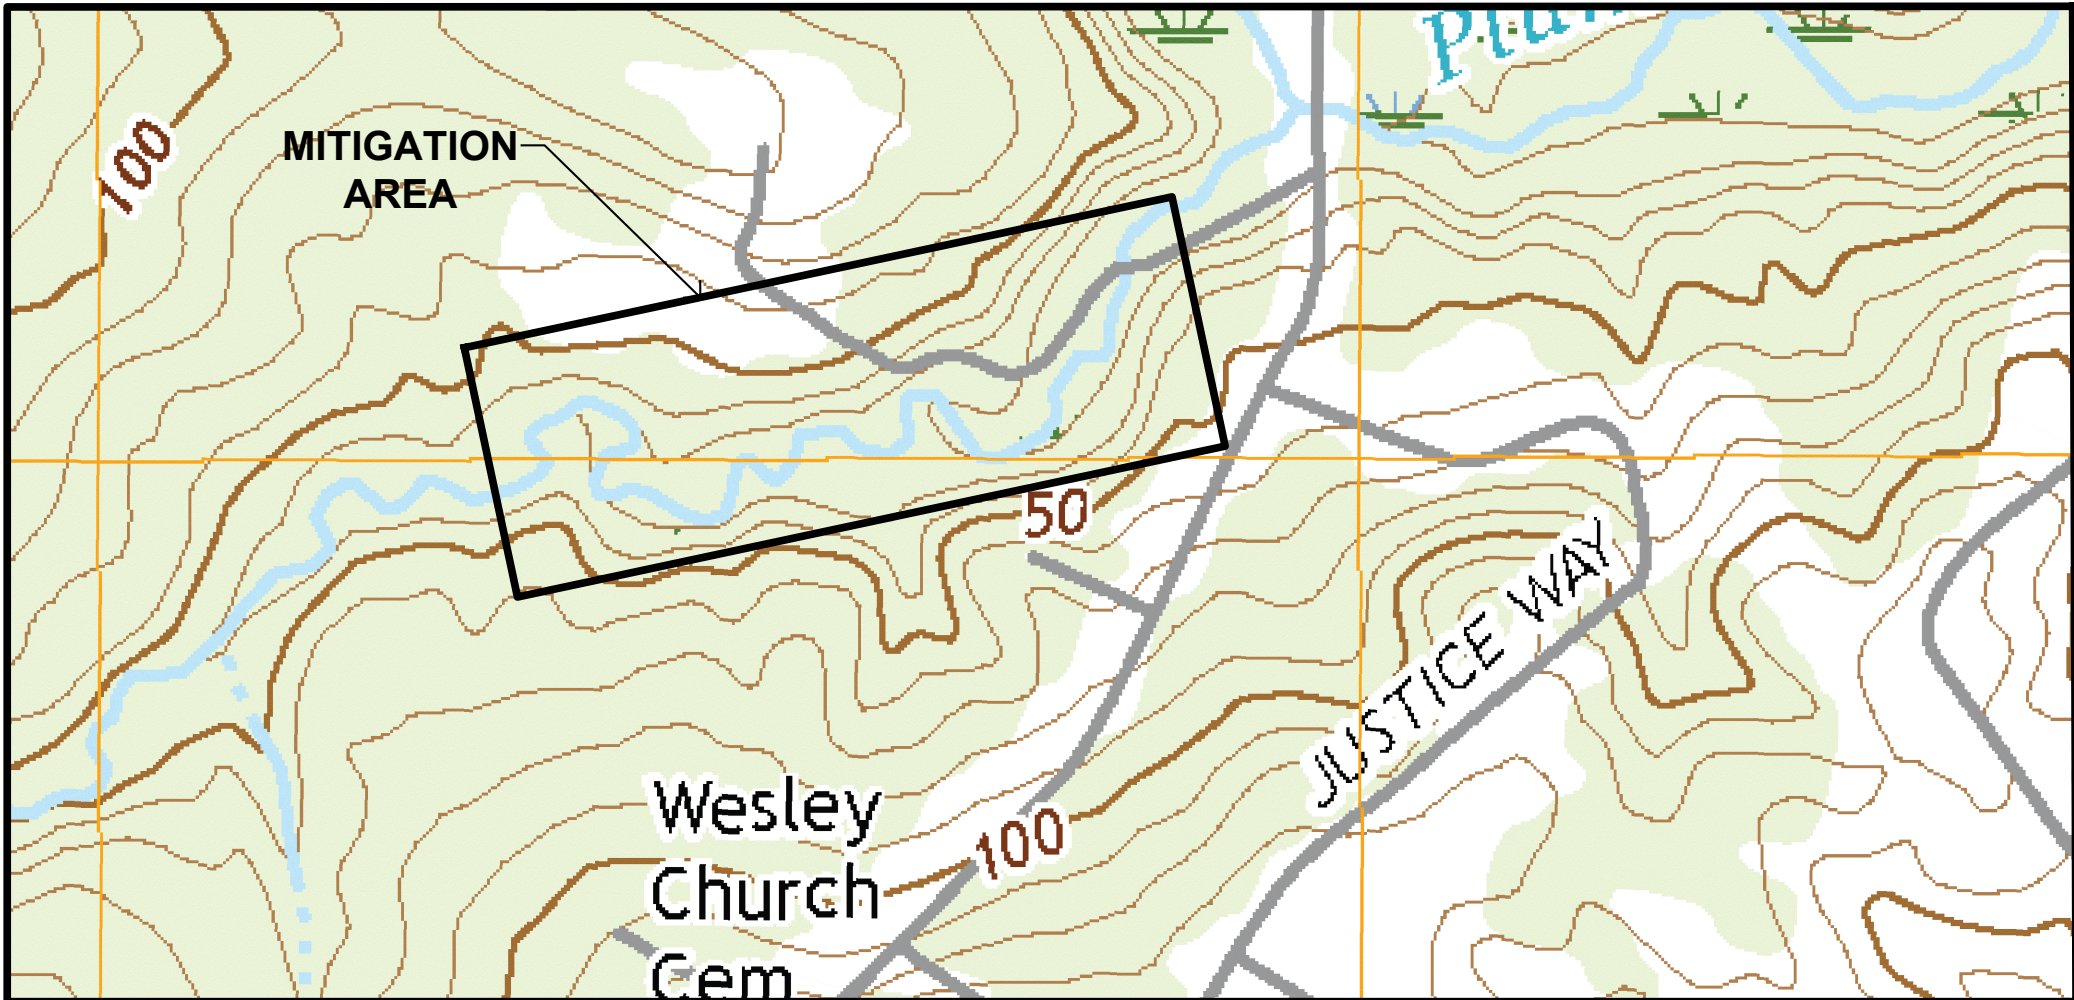 100
MITIGATION
AREA
50
JUSTICE WAY
Wesley
Church
Cem
100